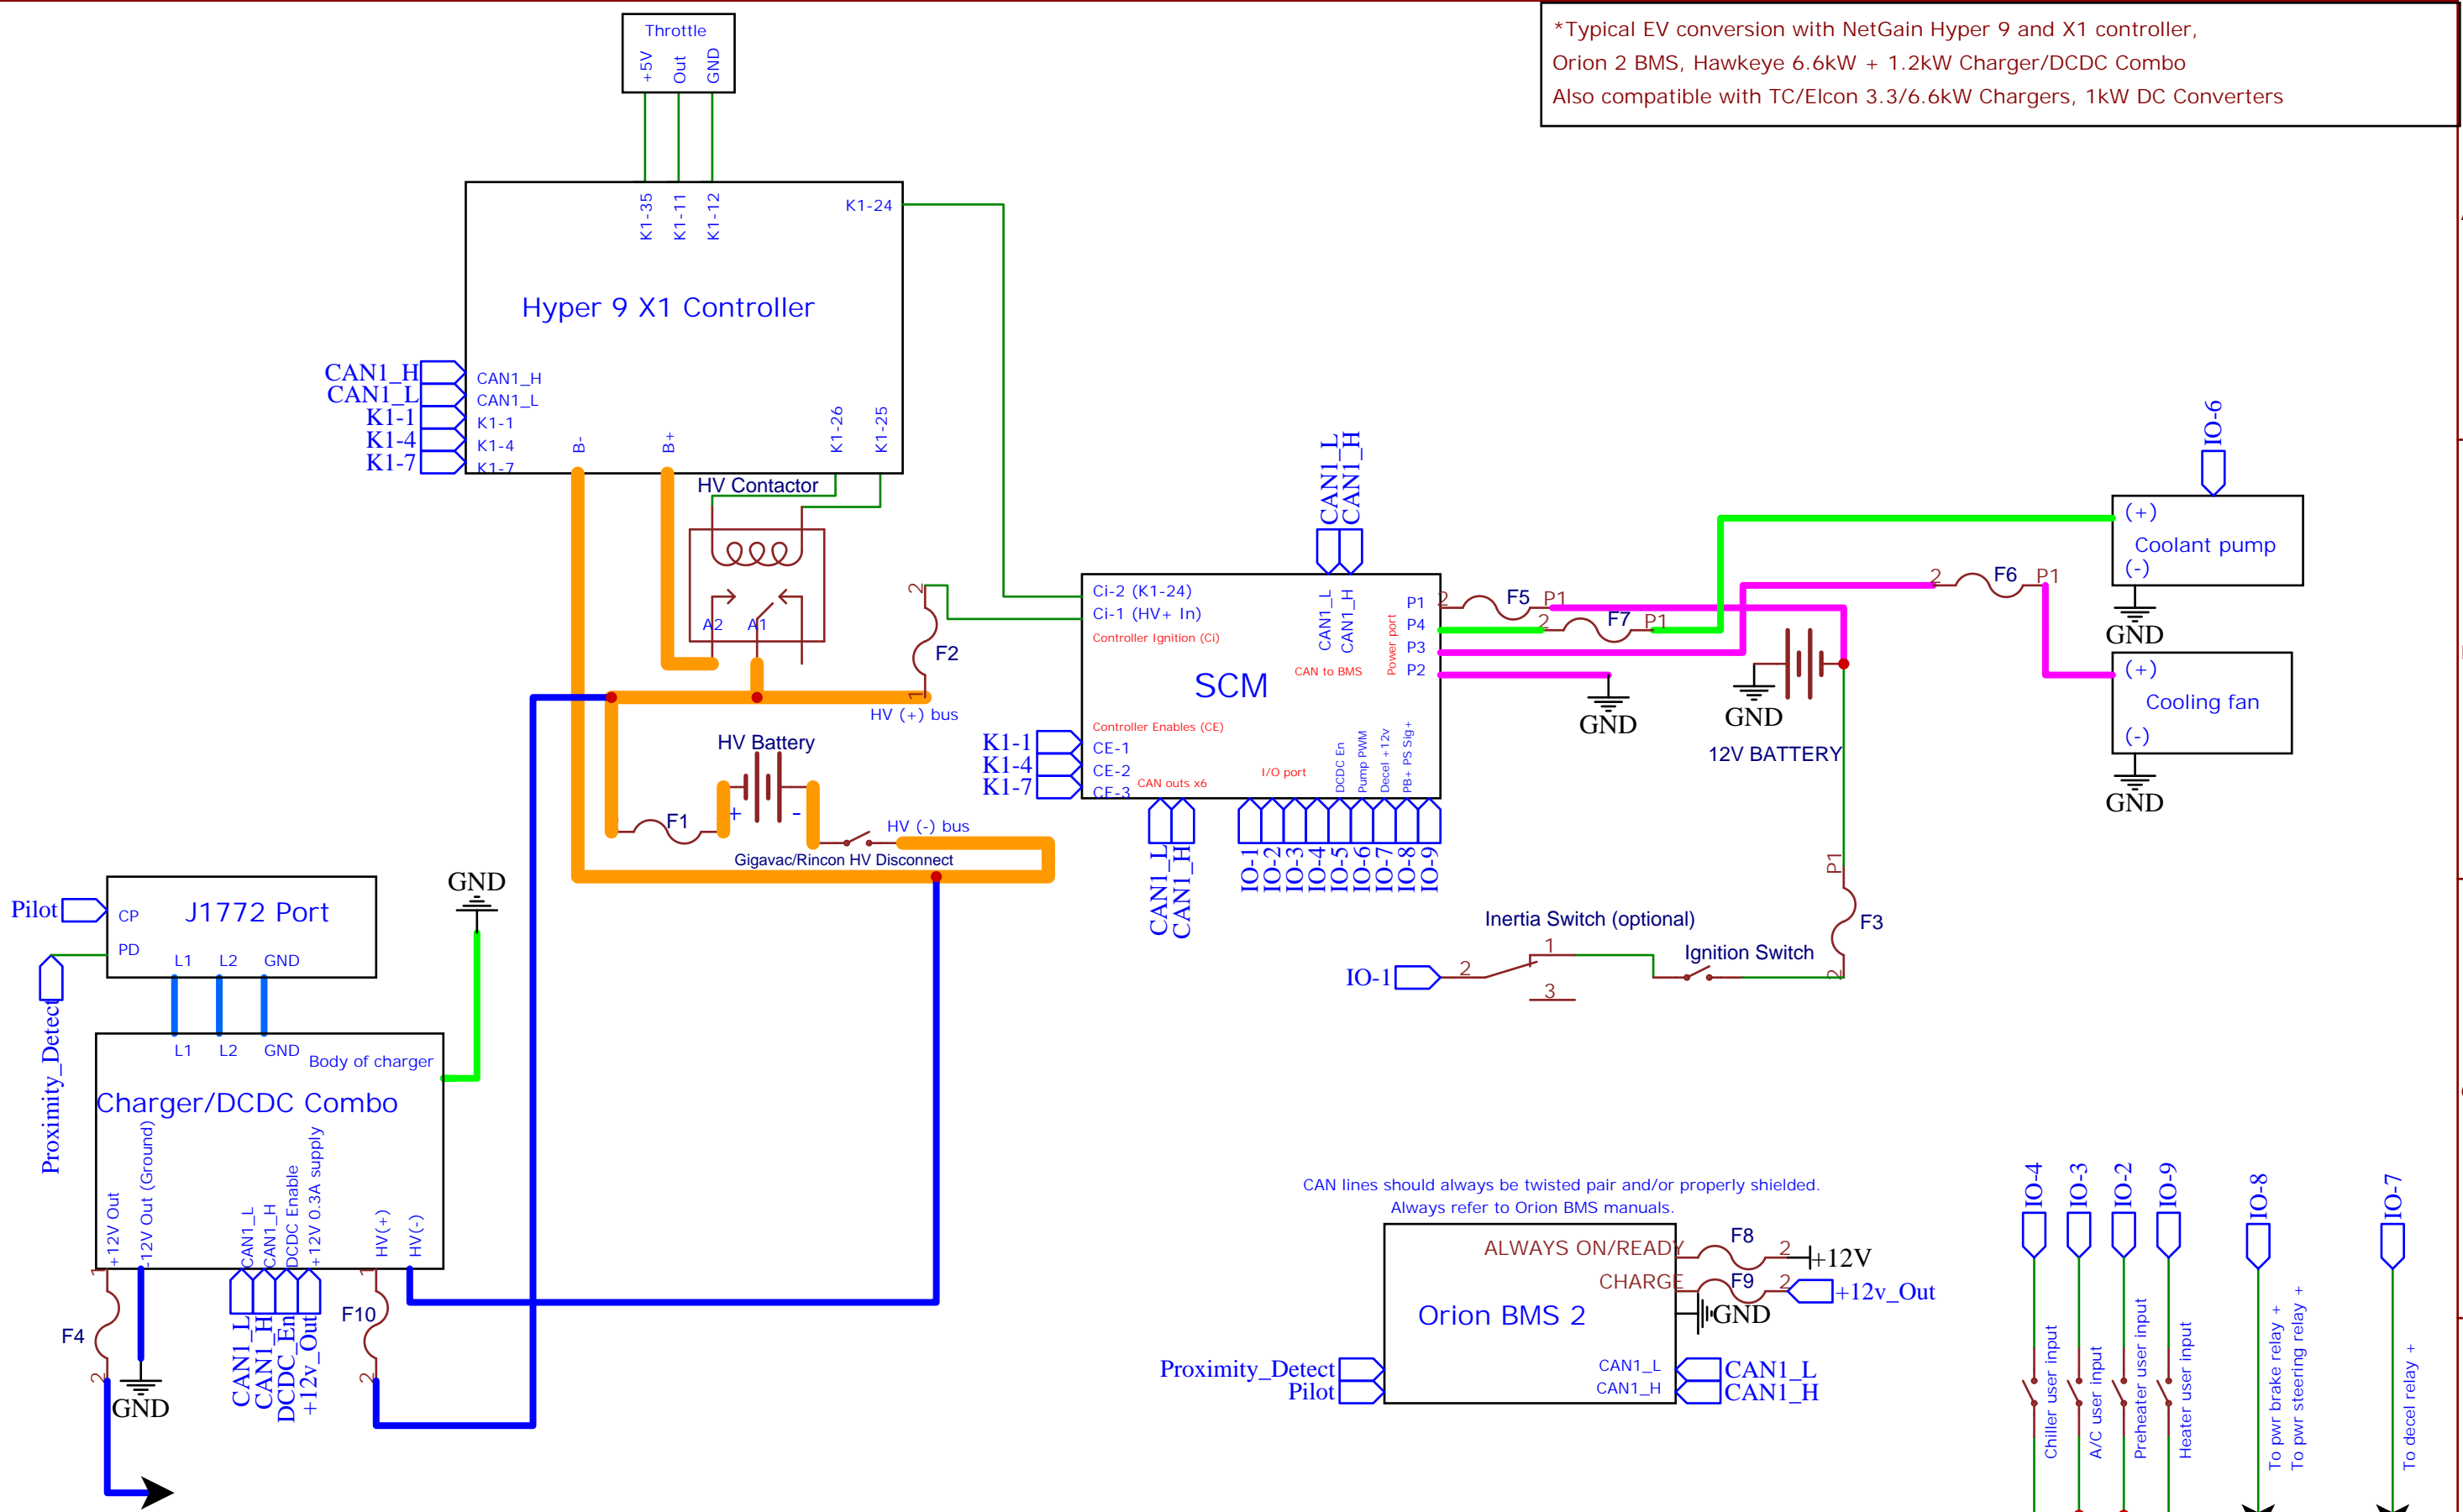 *Typical EV conversion with NetGain Hyper 9 and X1 controller,
Orion 2 BMS, Hawkeye 6.6kW + 1.2kW Charger/DCDC Combo
Also compatible with TC/Elcon 3.3/6.6kW Chargers, 1kW DC Converters
Throttle
+5V
Out
GND
K1-35
K1-11
K1-12
K1-24
Hyper 9 X1 Controller
CAN1_H
CAN1_L
K1-1
K1-4
K1-7
CAN1_H
CAN1_L
K1-1
K1-4
K1-7
B-
B+
K1-26
K1-25
HV Contactor
A2
A1
2
F2
1
HV (+) bus
HV Battery
+
-
F1
HV (-) bus
Gigavac/Rincon HV Disconnect
CAN1_L
CAN1_H
Ci-2 (K1-24)
Ci-1 (HV+ In)
Controller Ignition (Ci)
CAN1_L
CAN1_H
CAN to BMS
Power port
P1
P4
P3
P2
SCM
Controller Enables (CE)
K1-1
K1-4
K1-7
CE-1
CE-2
CE-3
CAN outs x6
I/O port
DCDC En
Pump PWM
Decel +12v
PB+ PS Sig+
CAN1_L
CAN1_H
IO-1
IO-2
IO-3
IO-4
IO-5
IO-6
IO-7
IO-8
IO-9
2
F5
P1
2
F7
P1
2
F6
P1
GND
GND
12V BATTERY
IO-6
(+)
Coolant pump
(-)
GND
(+)
Cooling fan
(-)
GND
P1
F3
2
Inertia Switch (optional)
1
2
3
IO-1
Ignition Switch
Pilot
CP
J1772 Port
PD
L1
L2
GND
Proximity_Detect
GND
L1
L2
GND
Body of charger
Charger/DCDC Combo
+12V Out
-12V Out (Ground)
CAN1_L
CAN1_H
DCDC Enable
+12V 0.3A supply
HV(+)
HV(-)
1
F4
2
GND
CAN1_L
CAN1_H
DCDC_En
+12v_Out
1
F10
2
CAN lines should always be twisted pair and/or properly shielded.
Always refer to Orion BMS manuals.
ALWAYS ON/READY
F8
2
+12V
CHARGE
F9
2
+12v_Out
Orion BMS 2
GND
Proximity_Detect
Pilot
CAN1_L
CAN1_H
CAN1_L
CAN1_H
IO-4
IO-3
IO-2
IO-9
IO-8
IO-7
Chiller user input
A/C user input
Preheater user input
Heater user input
To pwr brake relay +
To pwr steering relay +
To decel relay +